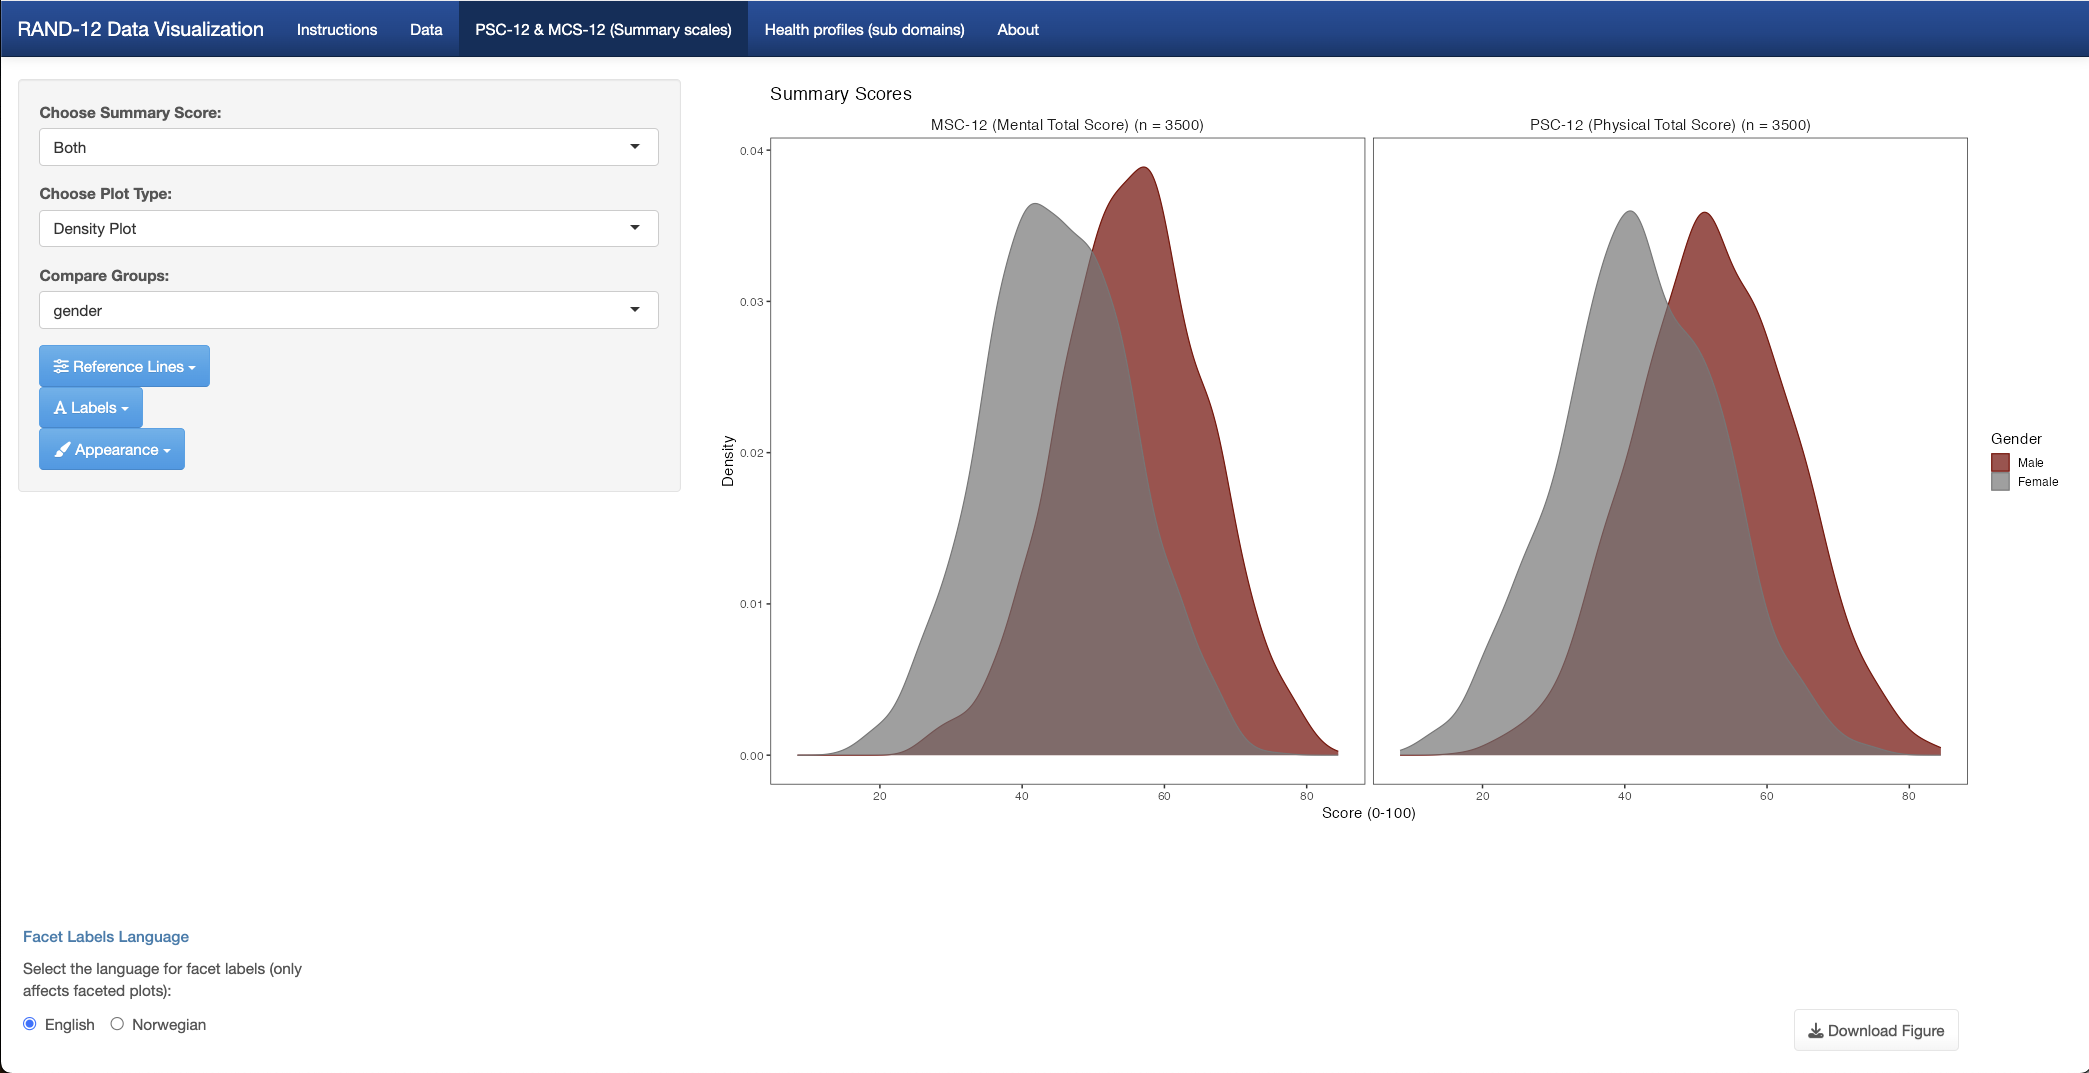 RAND-12 Data Visualization
Instructions
Data
PSC-12 & MCS-12 (Summary scales)
Health profiles (sub domains)
About
Choose Summary Score:
Both
Choose Plot Type:
Density Plot
Compare Groups:
gender
Reference Lines
A Labels
Appearance
Summary Scores
MSC-12 (Mental Total Score) (n = 3500)
PSC-12 (Physical Total Score) (n = 3500)
0.04
0.03
0.02
0.01
0.00
Density
20 40 60 80
20 40 60 80
Score (0-100)
Gender
Male
Female
Facet Labels Language
Select the language for facet labels (only
affects faceted plots):
English
Norwegian
Download Figure